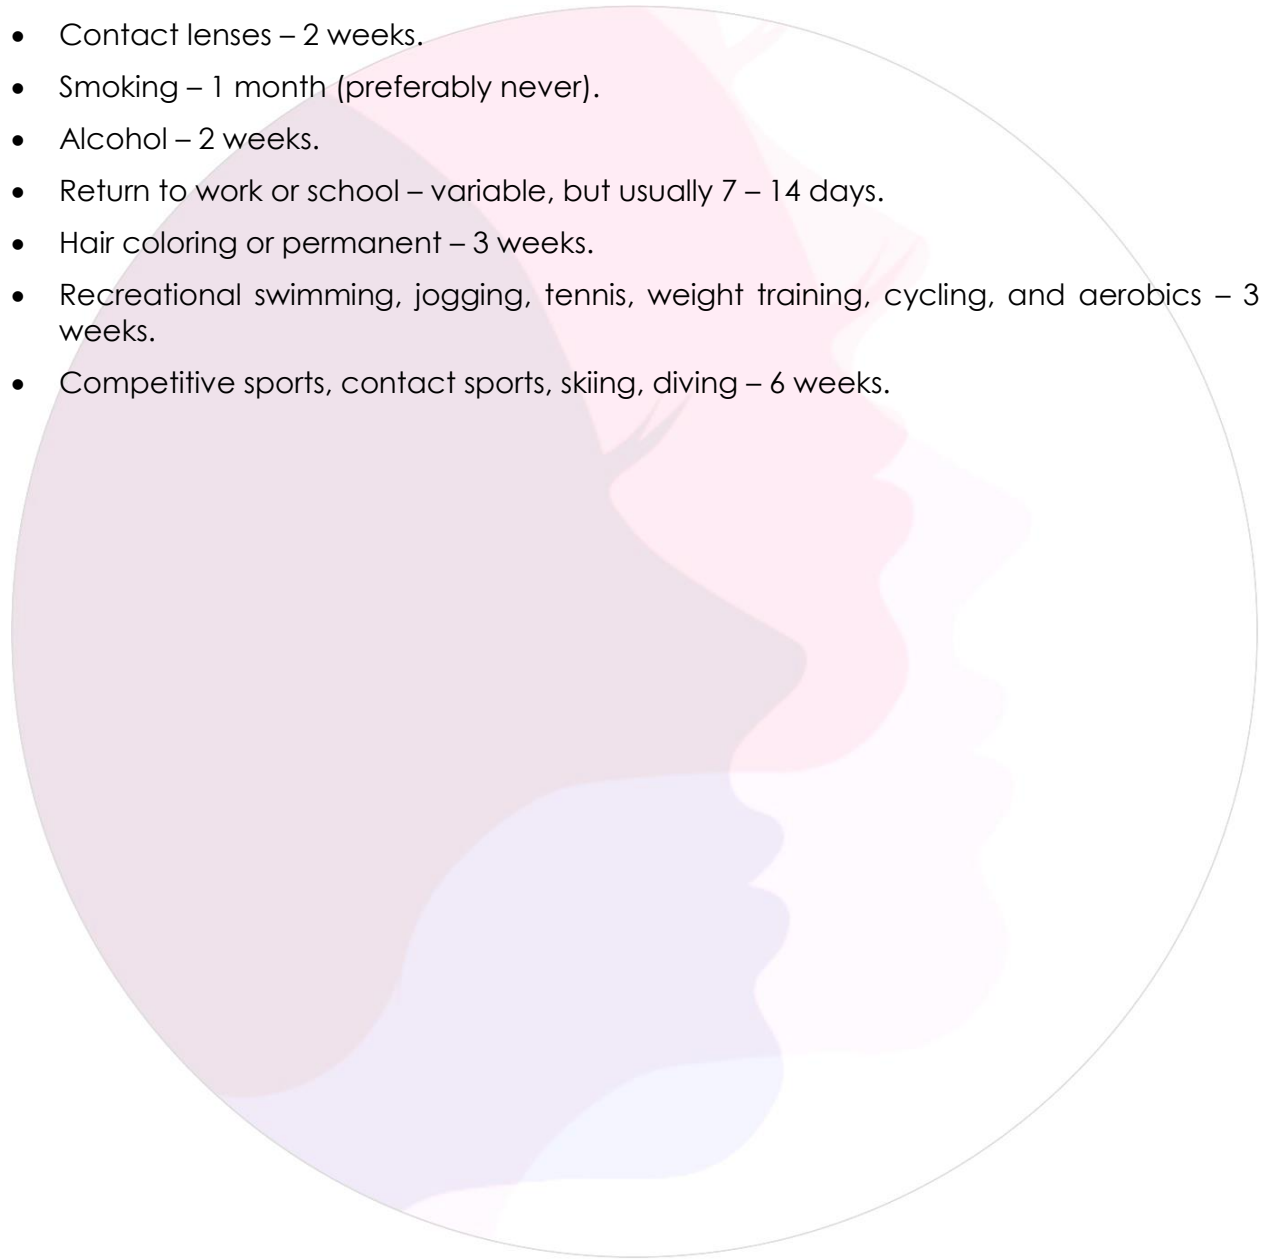 • Contact lenses – 2 weeks.
• Smoking – 1 month (preferably never).
• Alcohol – 2 weeks.
• Return to work or school – variable, but usually 7 – 14 days.
• Hair coloring or permanent – 3 weeks.
• Recreational swimming, jogging, tennis, weight training, cycling, and aerobics – 3
weeks.
• Competitive sports, contact sports, skiing, diving – 6 weeks.